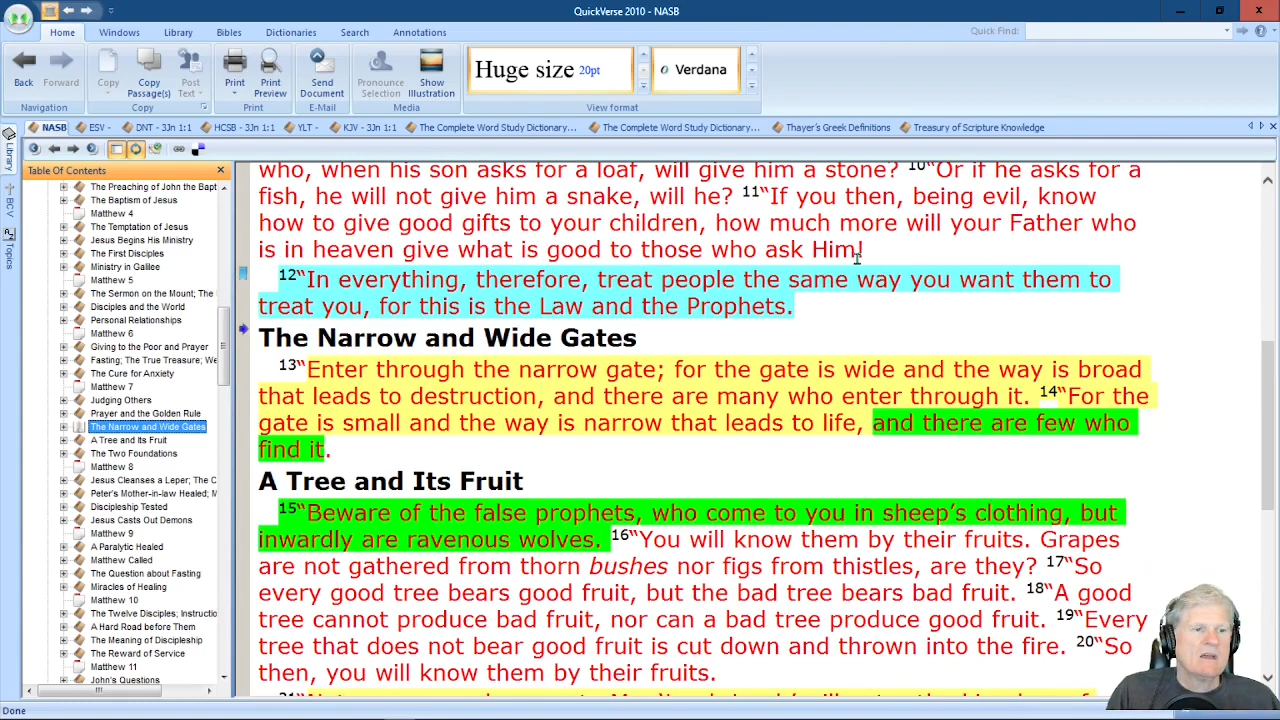 QuickVerse 2010 - NASB
Home Windows Library Bibles Dictionaries Search Annotations Quick Find:
Back Forward Copy Copy Passage(s) Post Text Print Print Preview Send Document Pronounce Selection Show Illustration Huge size 20pt Verdana
Navigation Copy Print E-Mail Media View format
NASB ESV - DNT - 3Jn 1:1 HCSB - 3Jn 1:1 YLT - KJV - 3Jn 1:1 The Complete Word Study Dictionary... The Complete Word Study Dictionary... Thayer's Greek Definitions Treasury of Scripture Knowledge
Library
BCV
Topics
Table Of Contents
The Preaching of John the Bapt
The Baptism of Jesus
Matthew 4
The Temptation of Jesus
Jesus Begins His Ministry
The First Disciples
Ministry in Galilee
Matthew 5
The Sermon on the Mount; The
Disciples and the World
Personal Relationships
Matthew 6
Giving to the Poor and Prayer
Fasting; The True Treasure; We
The Cure for Anxiety
Matthew 7
Judging Others
Prayer and the Golden Rule
The Narrow and Wide Gates
A Tree and Its Fruit
The Two Foundations
Matthew 8
Jesus Cleanses a Leper; The C
Peter's Mother-in-law Healed;
Discipleship Tested
Jesus Casts Out Demons
Matthew 9
A Paralytic Healed
Matthew Called
The Question about Fasting
Miracles of Healing
Matthew 10
The Twelve Disciples; Instructio
A Hard Road before Them
The Meaning of Discipleship
The Reward of Service
Matthew 11
John's Questions
who, when his son asks for a loaf, will give him a stone? 10 “Or if he asks for a
fish, he will not give him a snake, will he? 11 “If you then, being evil, know
how to give good gifts to your children, how much more will your Father who
is in heaven give what is good to those who ask Him!
12 “In everything, therefore, treat people the same way you want them to
treat you, for this is the Law and the Prophets.
The Narrow and Wide Gates
13 “Enter through the narrow gate; for the gate is wide and the way is broad
that leads to destruction, and there are many who enter through it. 14 “For the
gate is small and the way is narrow that leads to life, and there are few who
find it.
A Tree and Its Fruit
15 “Beware of the false prophets, who come to you in sheep’s clothing, but
inwardly are ravenous wolves. 16 “You will know them by their fruits. Grapes
are not gathered from thorn bushes nor figs from thistles, are they? 17 “So
every good tree bears good fruit, but the bad tree bears bad fruit. 18 “A good
tree cannot produce bad fruit, nor can a bad tree produce good fruit. 19 “Every
tree that does not bear good fruit is cut down and thrown into the fire. 20 “So
then, you will know them by their fruits.
Done